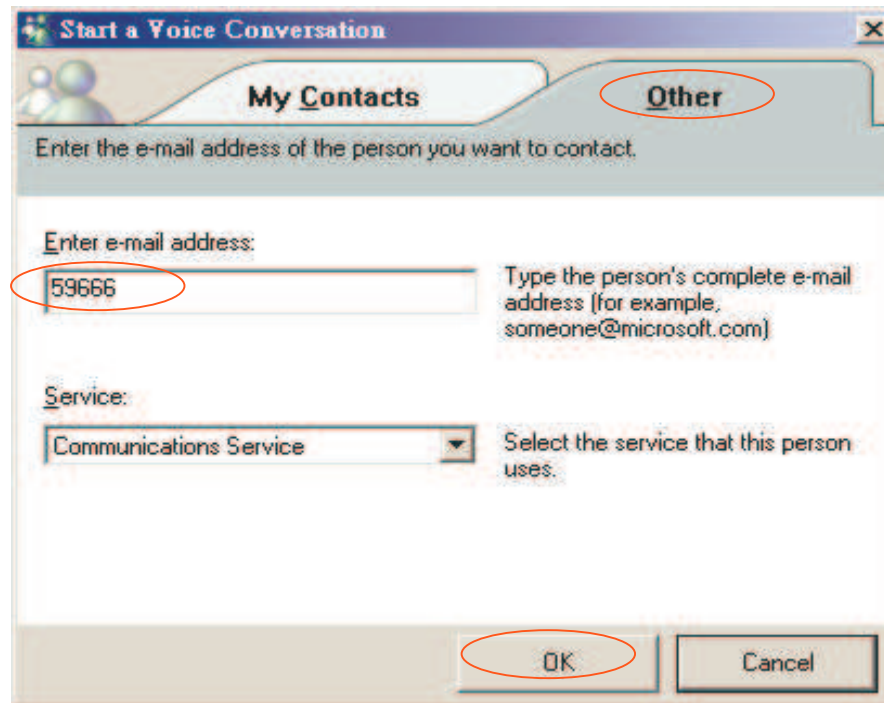 Start a Voice Conversation
My Contacts
Other
Enter the e-mail address of the person you want to contact.
Enter e-mail address:
59666
Type the person's complete e-mail
address (for example,
someone@microsoft.com)
Service:
Communications Service
Select the service that this person
uses.
OK
Cancel